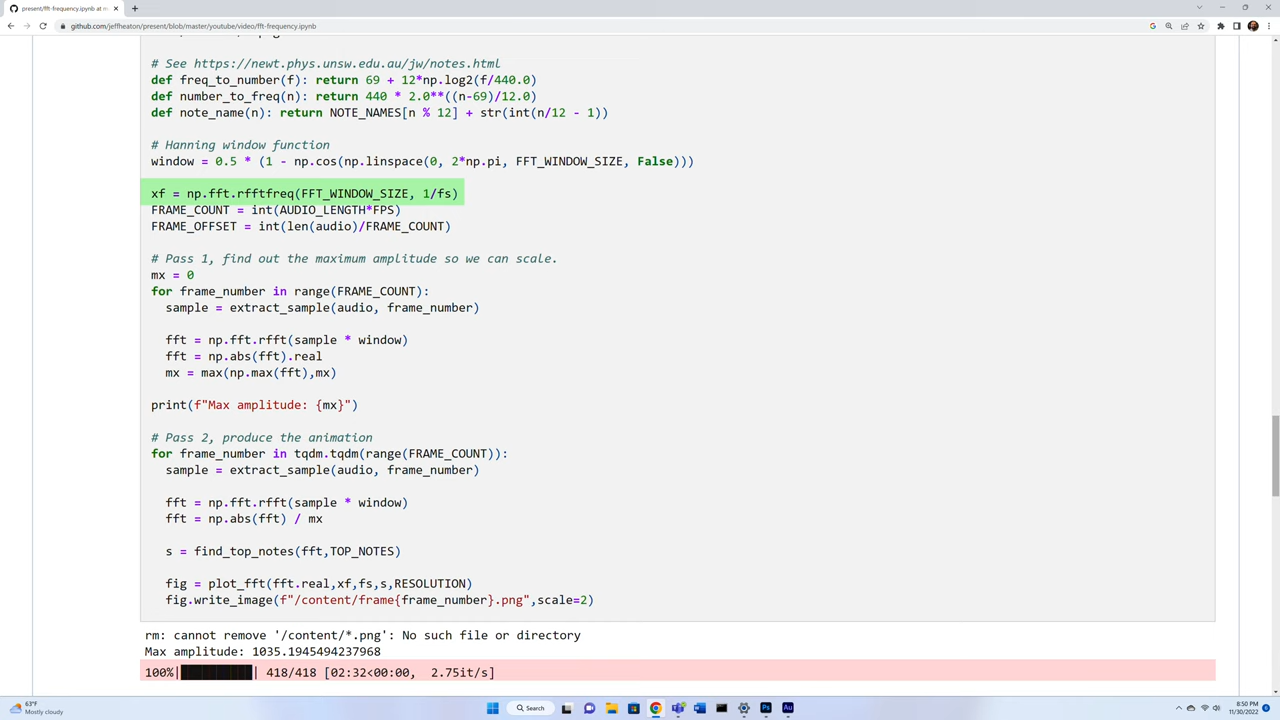 present/fft-frequency.ipynb at m
github.com/jeffheaton/present/blob/master/youtube/video/fft-frequency.ipynb
# See https://newt.phys.unsw.edu.au/jw/notes.html
def freq_to_number(f): return 69 + 12*np.log2(f/440.0)
def number_to_freq(n): return 440 * 2.0**((n-69)/12.0)
def note_name(n): return NOTE_NAMES[n % 12] + str(int(n/12 - 1))
# Hanning window function
window = 0.5 * (1 - np.cos(np.linspace(0, 2*np.pi, FFT_WINDOW_SIZE, False)))
xf = np.fft.rfftfreq(FFT_WINDOW_SIZE, 1/fs)
FRAME_COUNT = int(AUDIO_LENGTH*FPS)
FRAME_OFFSET = int(len(audio)/FRAME_COUNT)
# Pass 1, find out the maximum amplitude so we can scale.
mx = 0
for frame_number in range(FRAME_COUNT):
  sample = extract_sample(audio, frame_number)
  fft = np.fft.rfft(sample * window)
  fft = np.abs(fft).real
  mx = max(np.max(fft),mx)
print(f"Max amplitude: {mx}")
# Pass 2, produce the animation
for frame_number in tqdm.tqdm(range(FRAME_COUNT)):
  sample = extract_sample(audio, frame_number)
  fft = np.fft.rfft(sample * window)
  fft = np.abs(fft) / mx
  s = find_top_notes(fft,TOP_NOTES)
  fig = plot_fft(fft.real,xf,fs,s,RESOLUTION)
  fig.write_image(f"/content/frame{frame_number}.png",scale=2)
rm: cannot remove '/content/*.png': No such file or directory
Max amplitude: 1035.1945494237968
100%|██████████| 418/418 [02:32<00:00,  2.75it/s]
63°F
Mostly cloudy
Search
8:50 PM
11/30/2022